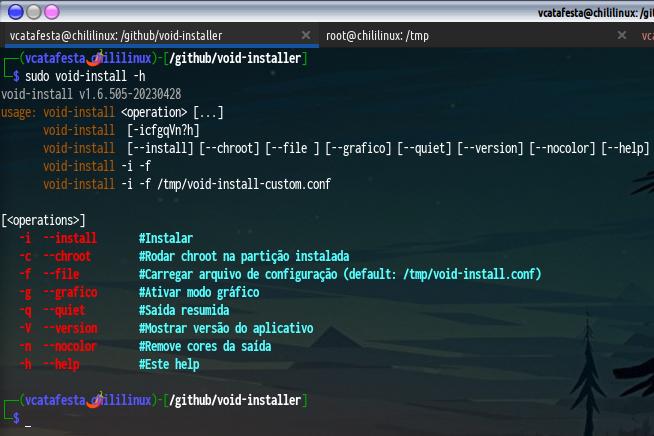 vcatafesta@chililinux: /gi
vcatafesta@chililinux: /github/void-installer × root@chililinux: /tmp × vc
┌──(vcatafesta🌶chililinux)-[/github/void-installer]
└─$ sudo void-install -h
void-install v1.6.505-20230428
usage: void-install <operation> [...]
void-install [-icfgqVn?h]
void-install [--install] [--chroot] [--file ] [--grafico] [--quiet] [--version] [--nocolor] [--help]
void-install -i -f
void-install -i -f /tmp/void-install-custom.conf
[<operations>]
-i --install #Instalar
-c --chroot #Rodar chroot na partição instalada
-f --file #Carregar arquivo de configuração (default: /tmp/void-install.conf)
-g --grafico #Ativar modo gráfico
-q --quiet #Saída resumida
-V --version #Mostrar versão do aplicativo
-n --nocolor #Remove cores da saída
-h --help #Este help
┌──(vcatafesta🌶chililinux)-[/github/void-installer]
└─$ _